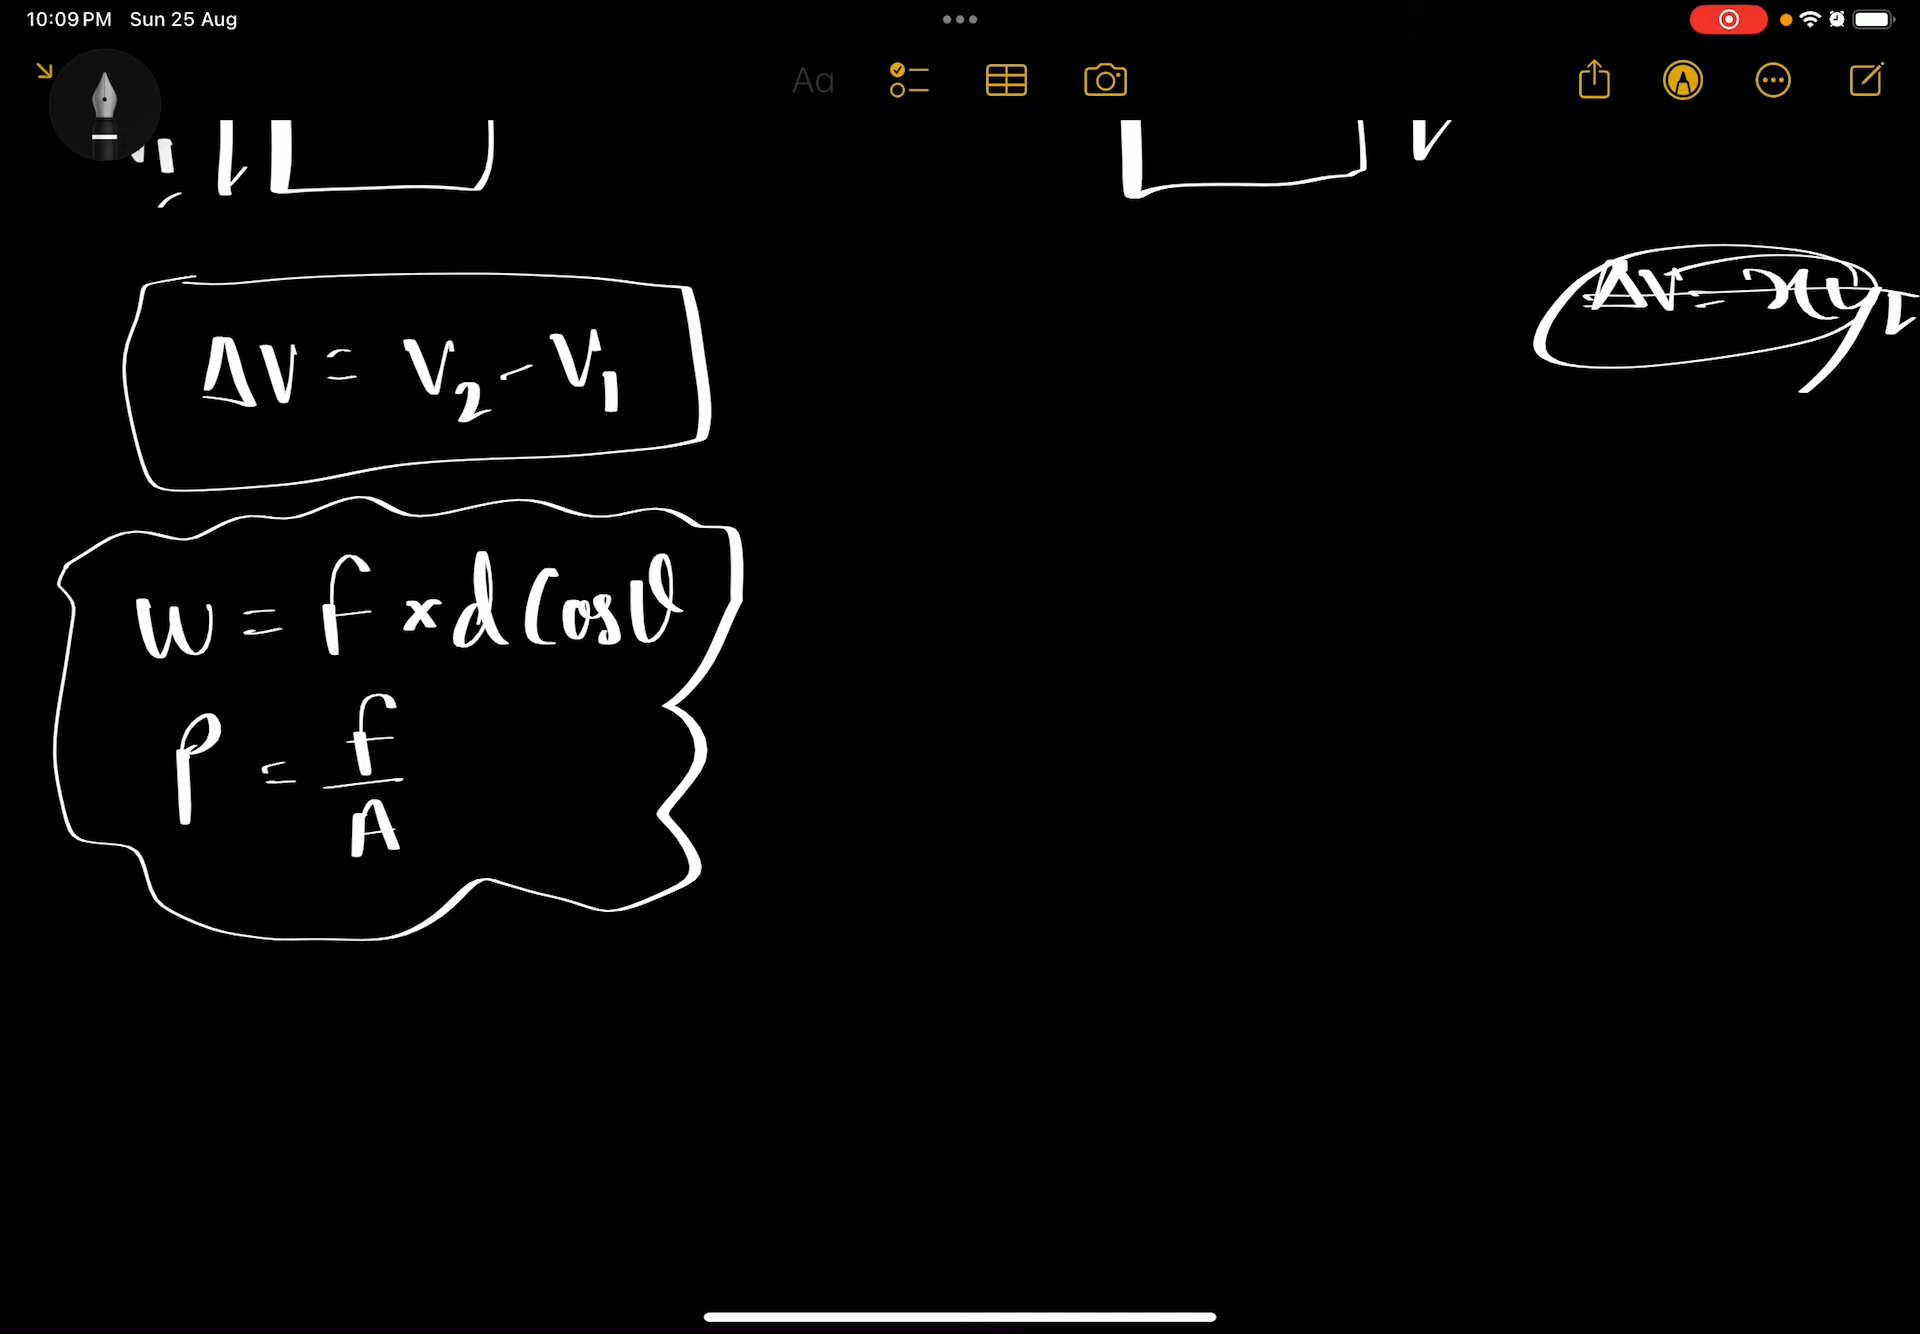 10:09 PM Sun 25 Aug
Aa
ΔV = V₂ - V₁
W = f × d Cosθ
P = f/A